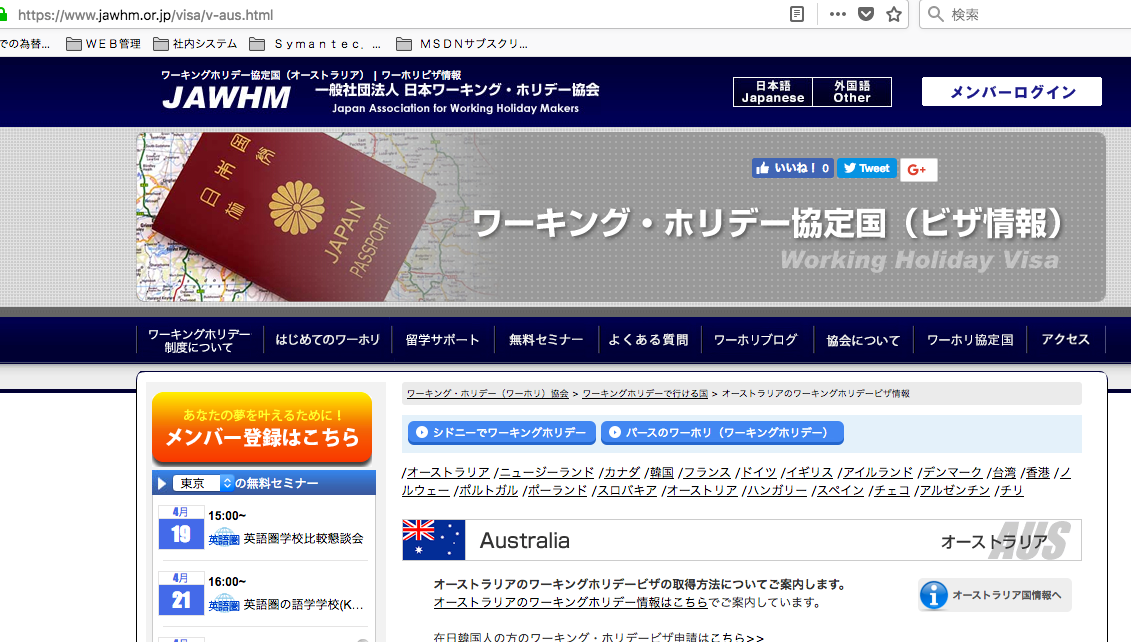 https://www.jawhm.or.jp/visa/v-aus.html
検索
での為替...
ＷＥＢ管理
社内システム
Ｓｙｍａｎｔｅｃ．...
ＭＳＤＮサブスクリ...
ワーキングホリデー協定国（オーストラリア） | ワーホリビザ情報
JAWHM
一般社団法人 日本ワーキング・ホリデー協会
Japan Association for Working Holiday Makers
日本語
Japanese
外国語
Other
メンバーログイン
日本国
旅券
JAPAN
PASSPORT
いいね！ 0
Tweet
G+
ワーキング・ホリデー協定国（ビザ情報）
Working Holiday Visa
ワーキングホリデー
制度について
はじめてのワーホリ
留学サポート
無料セミナー
よくある質問
ワーホリブログ
協会について
ワーホリ協定国
アクセス
あなたの夢を叶えるために！
メンバー登録はこちら
東京 の無料セミナー
4月
19
15:00~
英語圏 英語圏学校比較懇談会
4月
21
16:00~
英語圏 英語圏の語学学校(K...
ワーキング・ホリデー（ワーホリ）協会 > ワーキングホリデーで行ける国 > オーストラリアのワーキングホリデービザ情報
シドニーでワーキングホリデー
パースのワーホリ（ワーキングホリデー）
/オーストラリア /ニュージーランド /カナダ /韓国 /フランス /ドイツ /イギリス /アイルランド /デンマーク /台湾 /香港 /ノ
ルウェー /ポルトガル /ポーランド /スロバキア /オーストリア /ハンガリー /スペイン /チェコ /アルゼンチン /チリ
Australia
AUS
オーストラリア
オーストラリアのワーキングホリデービザの取得方法についてご案内します。
オーストラリアのワーキングホリデー情報はこちらでご案内しています。
オーストラリア国情報へ
在日韓国人の方のワーキング・ホリデービザ申請はこちら>>